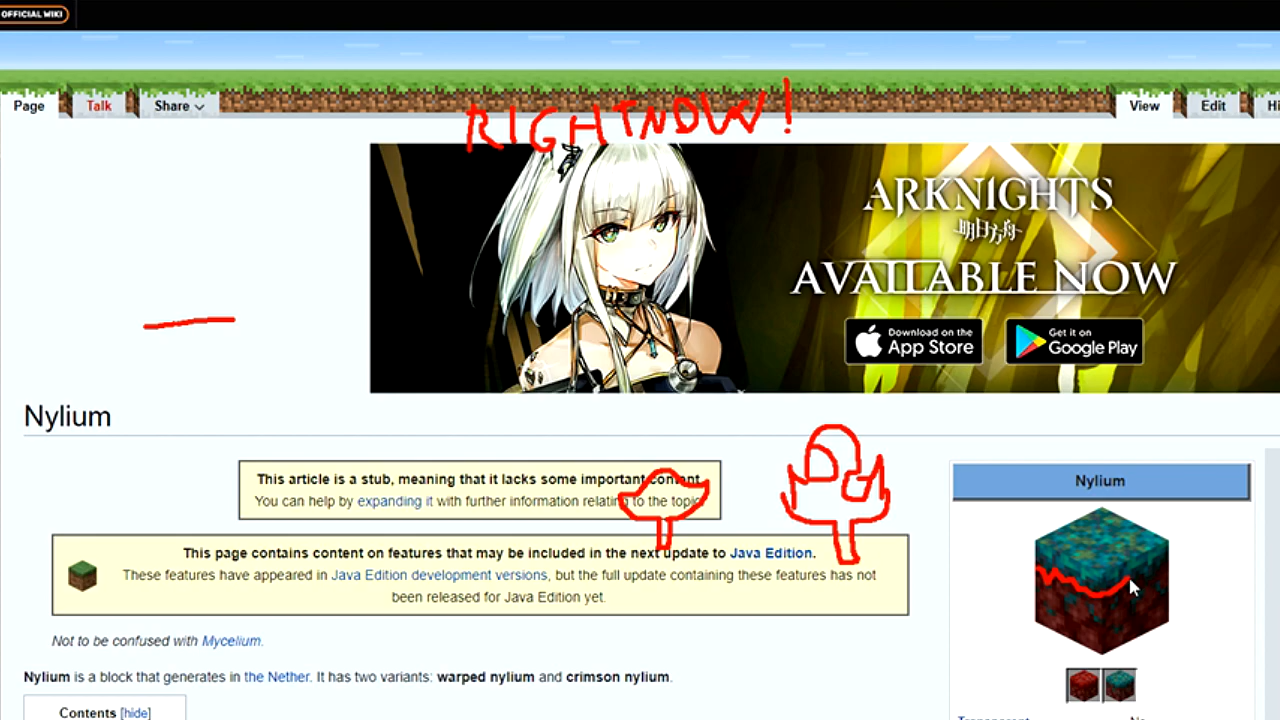 OFFICIAL WIKI
Page Talk Share View Edit Hi
RIGHT NOW!
ARKNIGHTS
明日方舟
AVAILABLE NOW
Download on the
App Store
Get it on
Google Play
Nylium
This article is a stub, meaning that it lacks some important content.
You can help by expanding it with further information relating to the topic.
This page contains content on features that may be included in the next update to Java Edition.
These features have appeared in Java Edition development versions, but the full update containing these features has not
been released for Java Edition yet.
Not to be confused with Mycelium.
Nylium is a block that generates in the Nether. It has two variants: warped nylium and crimson nylium.
Contents [hide]
Nylium
Transparent No